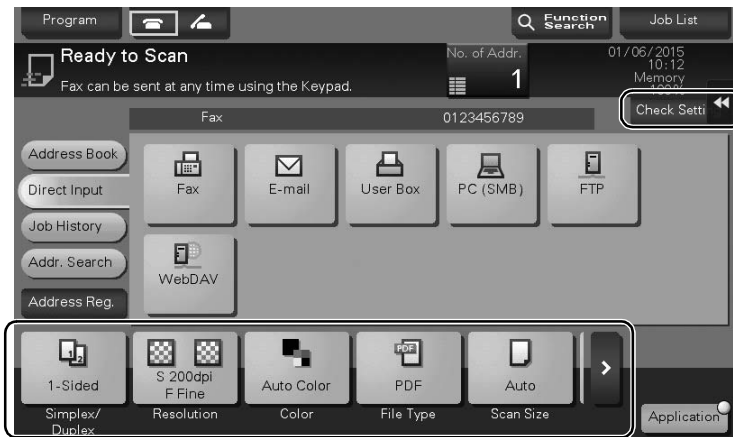 Program
Function
Search
Job List
Ready to Scan
Fax can be sent at any time using the Keypad.
No. of Addr.
1
01/06/2015
10:12
Memory
100%
Check Setti
Fax
0123456789
Address Book
Direct Input
Job History
Addr. Search
Address Reg.
Fax
E-mail
User Box
PC (SMB)
FTP
WebDAV
1-Sided
S 200dpi
F Fine
Auto Color
PDF
PDF
Auto
Simplex/
Duplex
Resolution
Color
File Type
Scan Size
Application